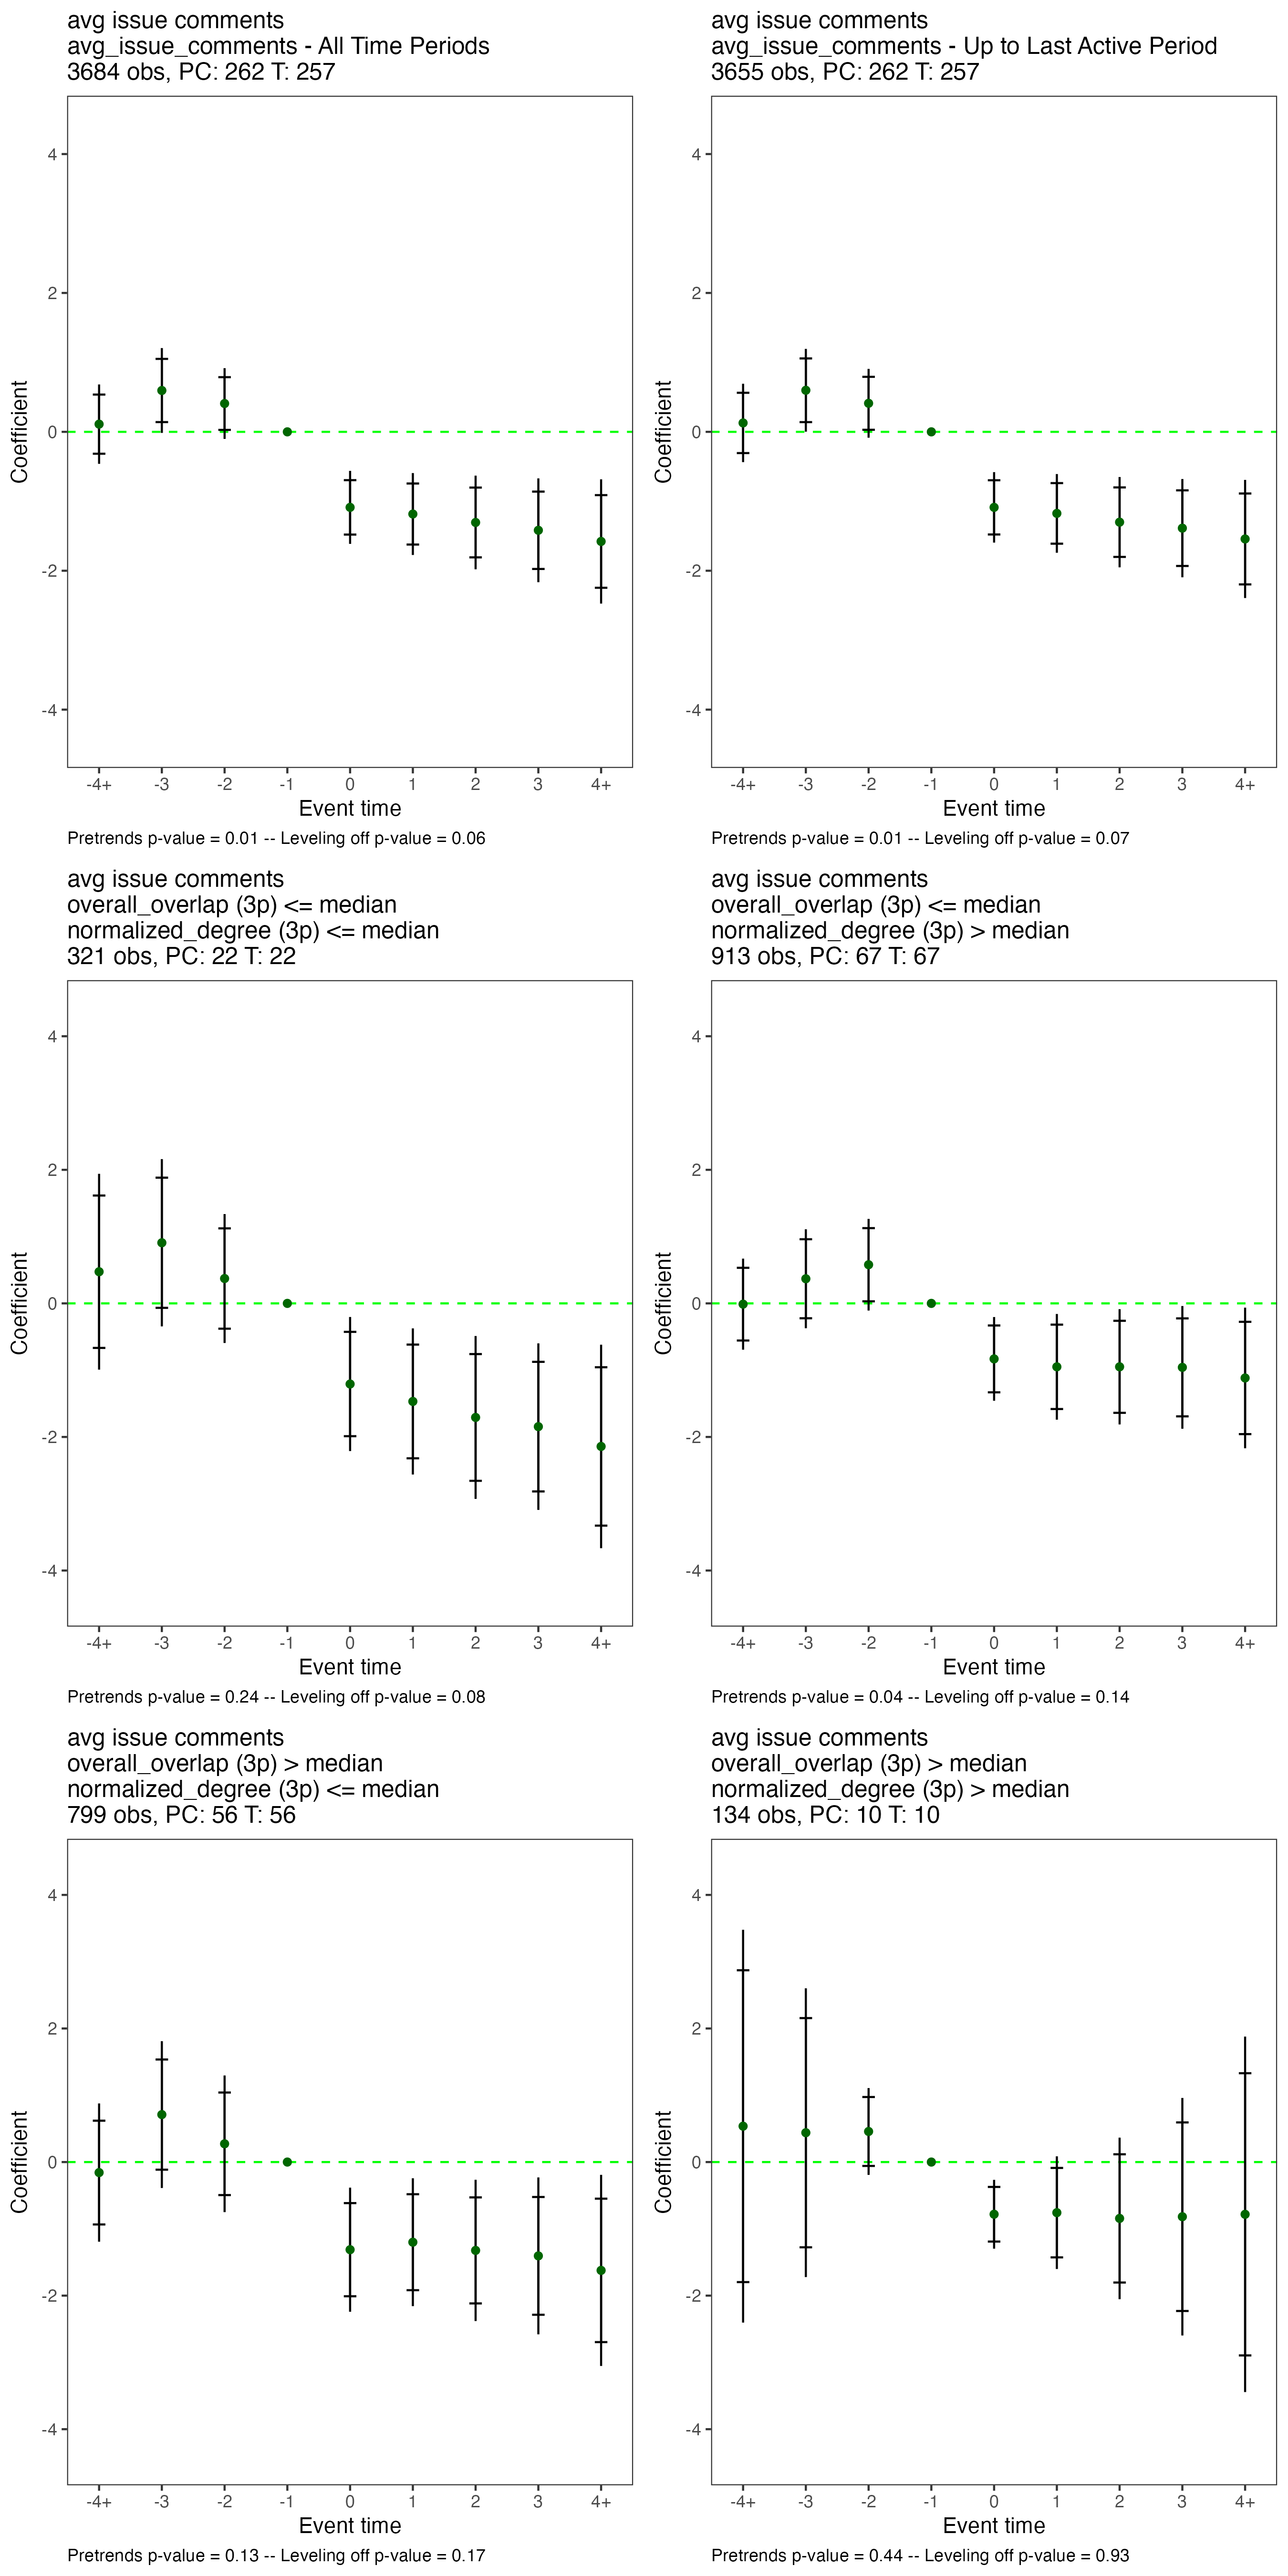 avg issue comments
avg_issue_comments - All Time Periods
3684 obs, PC: 262 T: 257
4
2
0
-2
-4
Coefficient
-4+ -3 -2 -1 0 1 2 3 4+
Event time
Pretrends p-value = 0.01 -- Leveling off p-value = 0.06
avg issue comments
avg_issue_comments - Up to Last Active Period
3655 obs, PC: 262 T: 257
4
2
0
-2
-4
Coefficient
-4+ -3 -2 -1 0 1 2 3 4+
Event time
Pretrends p-value = 0.01 -- Leveling off p-value = 0.07
avg issue comments
overall_overlap (3p) <= median
normalized_degree (3p) <= median
321 obs, PC: 22 T: 22
4
2
0
-2
-4
Coefficient
-4+ -3 -2 -1 0 1 2 3 4+
Event time
Pretrends p-value = 0.24 -- Leveling off p-value = 0.08
avg issue comments
overall_overlap (3p) <= median
normalized_degree (3p) > median
913 obs, PC: 67 T: 67
4
2
0
-2
-4
Coefficient
-4+ -3 -2 -1 0 1 2 3 4+
Event time
Pretrends p-value = 0.04 -- Leveling off p-value = 0.14
avg issue comments
overall_overlap (3p) > median
normalized_degree (3p) <= median
799 obs, PC: 56 T: 56
4
2
0
-2
-4
Coefficient
-4+ -3 -2 -1 0 1 2 3 4+
Event time
Pretrends p-value = 0.13 -- Leveling off p-value = 0.17
avg issue comments
overall_overlap (3p) > median
normalized_degree (3p) > median
134 obs, PC: 10 T: 10
4
2
0
-2
-4
Coefficient
-4+ -3 -2 -1 0 1 2 3 4+
Event time
Pretrends p-value = 0.44 -- Leveling off p-value = 0.93